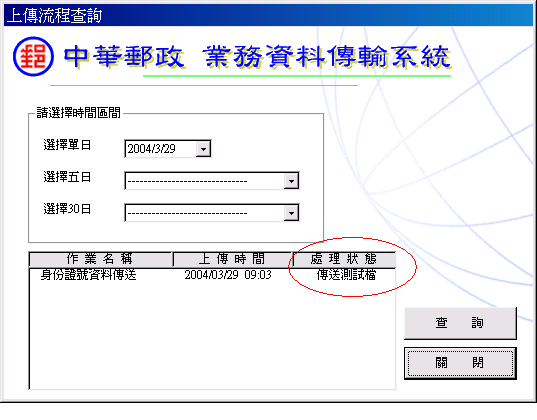 上傳流程查詢
郵 中華郵政 業務資料傳輸系統
請選擇時間區間
選擇單日 2004/3/29
選擇五日 ------------------------------
選擇30日 ------------------------------
作業名稱 上傳時間 處理狀態
身份證號資料傳送 2004/03/29 09:03 傳送測試檔
查 詢
關 閉